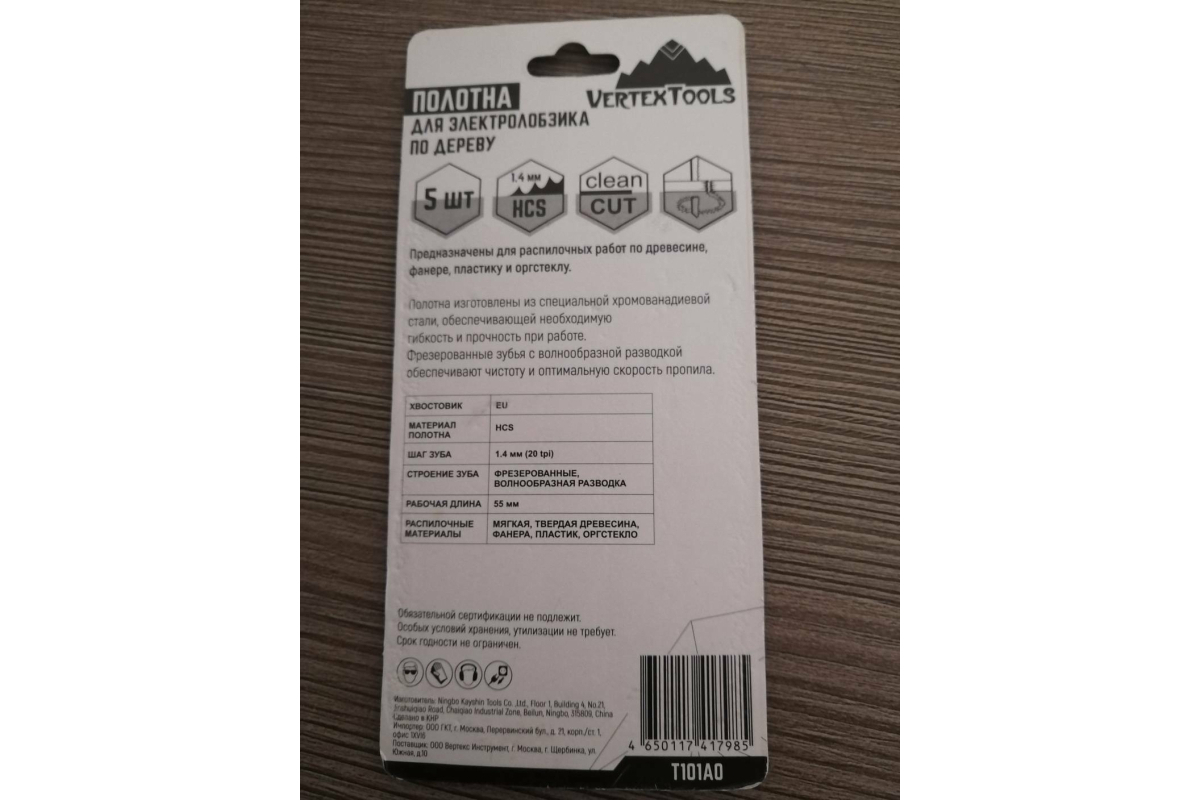 VERTEXTOOLS
ПОЛОТНА
ДЛЯ ЭЛЕКТРОЛОБЗИКА
ПО ДЕРЕВУ
5 ШТ
1.4 мм
HCS
clean
CUT
Предназначены для распилочных работ по древесине,
фанере, пластику и оргстеклу.
Полотна изготовлены из специальной хромованадиевой
стали, обеспечивающей необходимую
гибкость и прочность при работе.
Фрезерованные зубья с волнообразной разводкой
обеспечивают чистоту и оптимальную скорость пропила.
ХВОСТОВИК EU
МАТЕРИАЛ
ПОЛОТНА HCS
ШАГ ЗУБА 1.4 мм (20 tpi)
СТРОЕНИЕ ЗУБА ФРЕЗЕРОВАННЫЕ,
ВОЛНООБРАЗНАЯ РАЗВОДКА
РАБОЧАЯ ДЛИНА 55 мм
РАСПИЛОЧНЫЕ МАТЕРИАЛЫ МЯГКАЯ, ТВЕРДАЯ ДРЕВЕСИНА,
ФАНЕРА, ПЛАСТИК, ОРГСТЕКЛО
Обязательной сертификации не подлежит.
Особых условий хранения, утилизации не требует.
Срок годности не ограничен.
Изготовитель: Ningbo Kayshin Tools Co. ,Ltd., Floor 1, Building 4, No.21,
Shahuiqiao Road, Chaiqiao Industrial Zone, Beilun, Ningbo, 315809, China
Сделано в КНР
Импортер: ООО ГКТ, г. Москва, Перервинский бул., д. 21, корп./ст. 1,
офис 1XVIII
Поставщик: ООО Вертекс Инструмент, г. Москва, г. Щербинка, ул.
Южная, д.10
4 650117 417985
T101AO